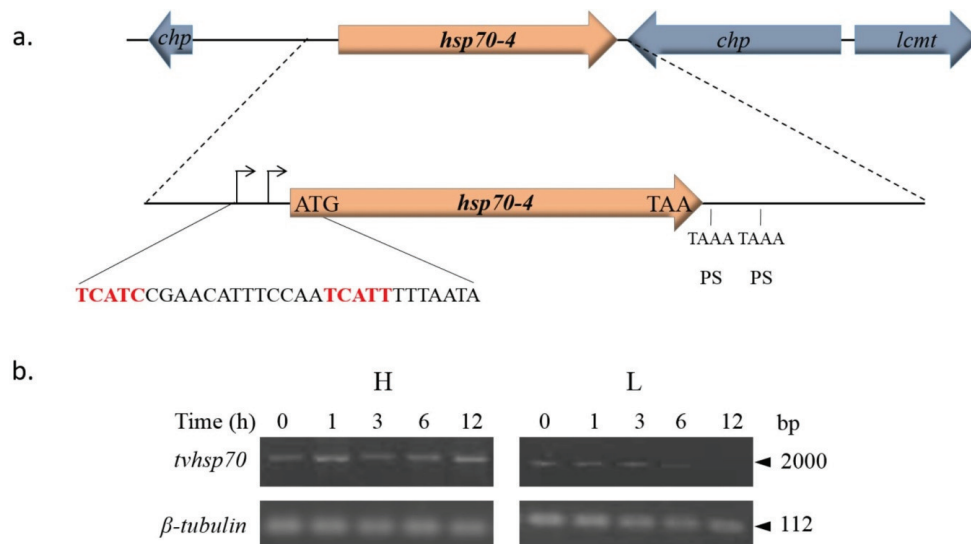 a.
chp hsp70-4 chp lcmt
ATG hsp70-4 TAA
TAAA TAAA
PS PS
TCATCCGAACATTTCCAATCATTTTTAATA
b.
H L
Time (h) 0 1 3 6 12 0 1 3 6 12 bp
tvhsp70 2000
β-tubulin 112